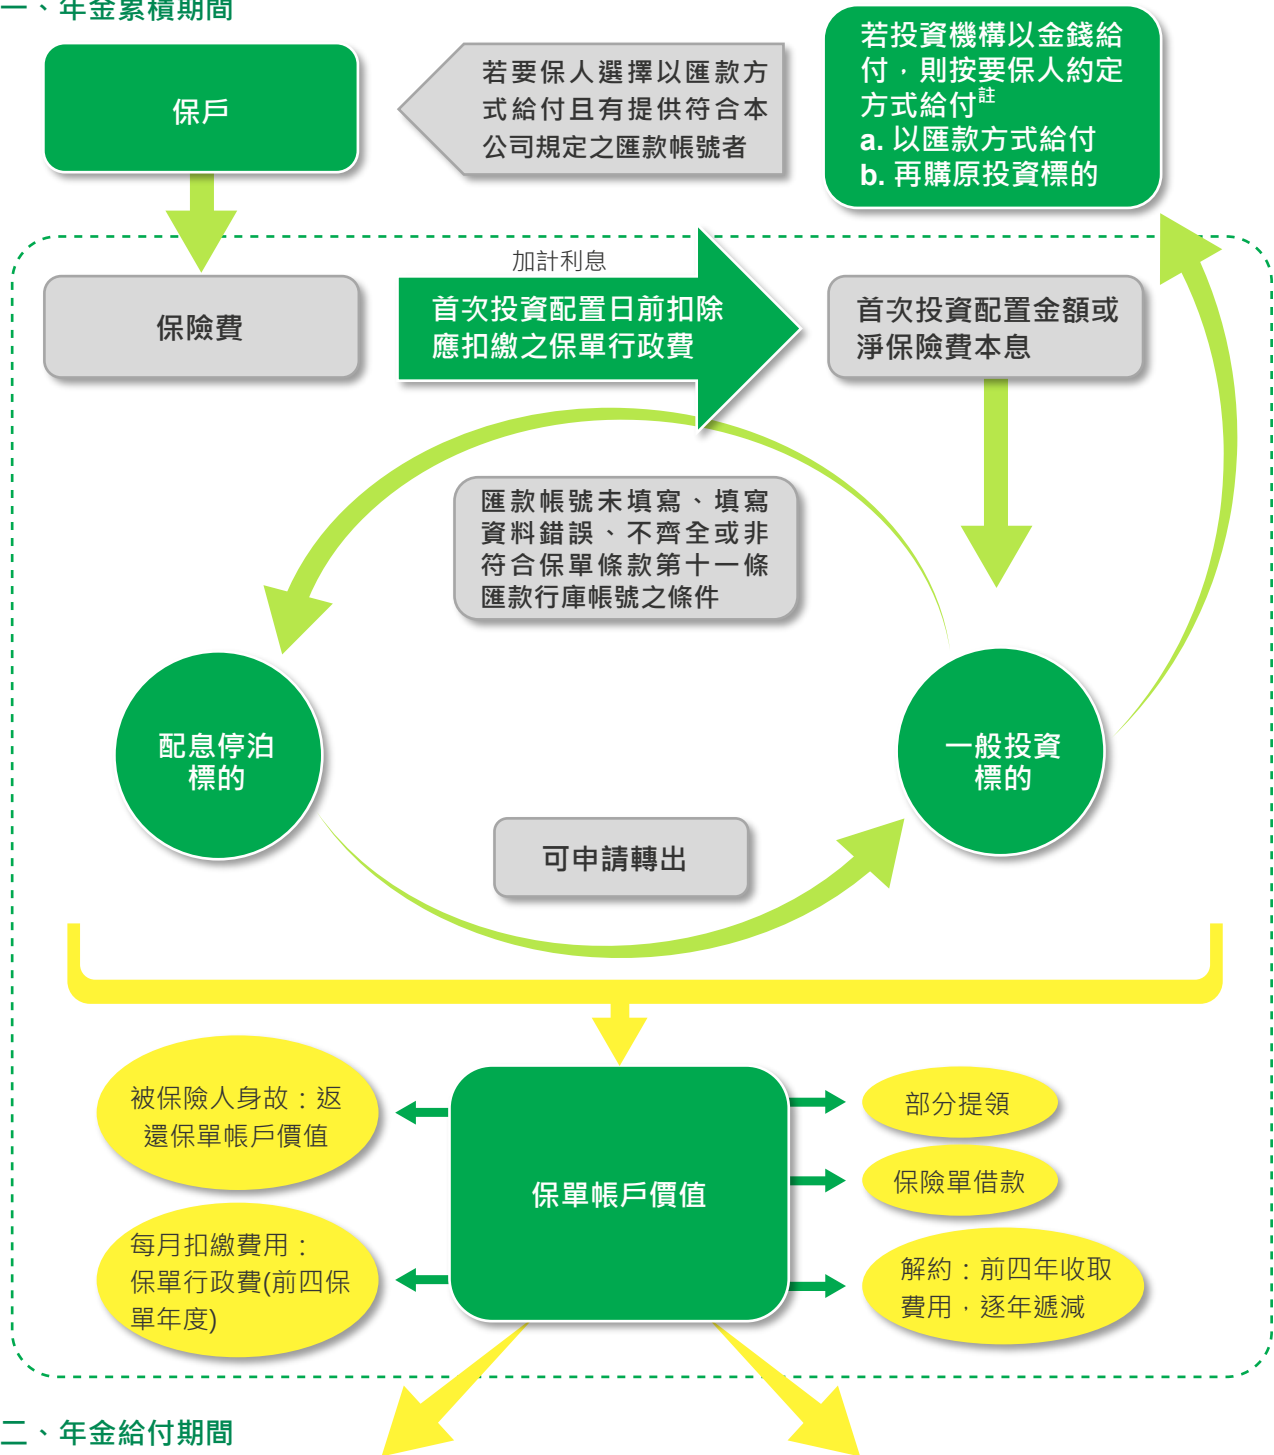 一、年金累積期間
保戶
若要保人選擇以匯款方
式給付且有提供符合本
公司規定之匯款帳號者
若投資機構以金錢給
付，則按要保人約定
方式給付註
a. 以匯款方式給付
b. 再購原投資標的
保險費
加計利息
首次投資配置日前扣除
應扣繳之保單行政費
首次投資配置金額或
淨保險費本息
匯款帳號未填寫、填寫
資料錯誤、不齊全或非
符合保單條款第十一條
匯款行庫帳號之條件
配息停泊
標的
一般投資
標的
可申請轉出
被保險人身故：返
還保單帳戶價值
每月扣繳費用：
保單行政費(前四保
單年度)
保單帳戶價值
部分提領
保險單借款
解約：前四年收取
費用，逐年遞減
二、年金給付期間